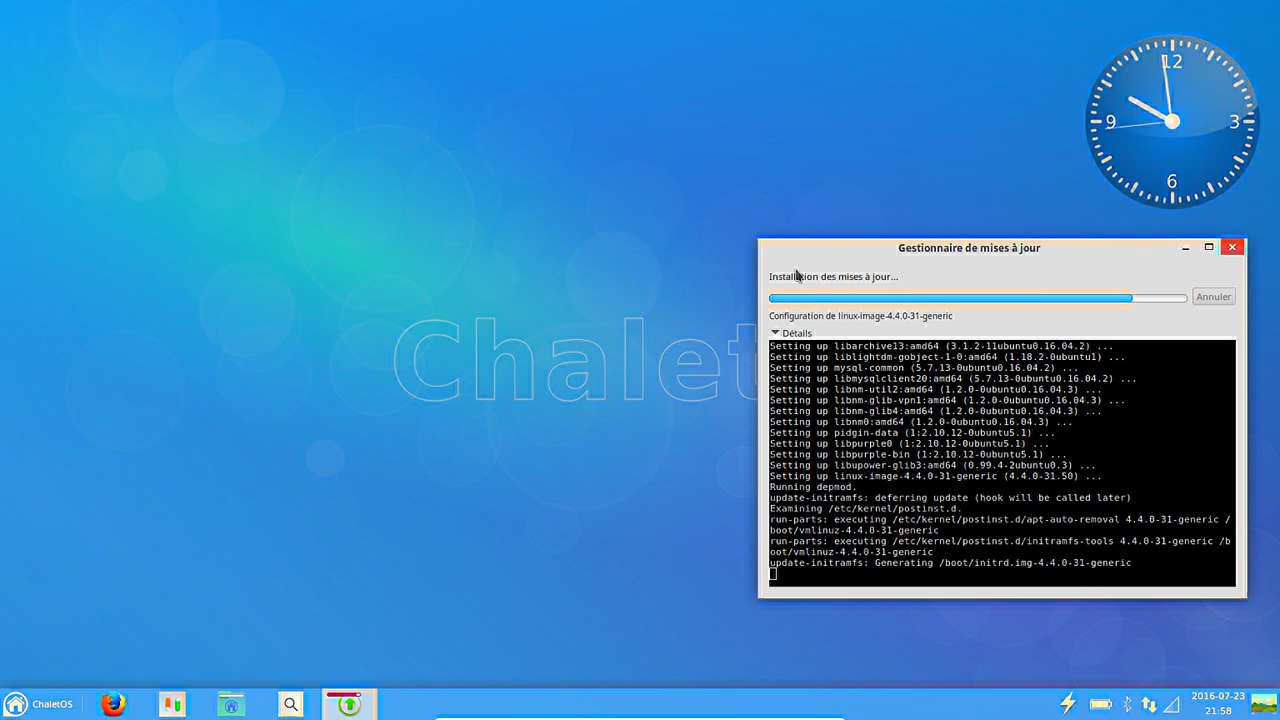 12
9
3
6
Gestionnaire de mises à jour
Installation des mises à jour...
Annuler
Configuration de linux-image-4.4.0-31-generic
Détails
Chalet
Setting up libarchive13:amd64 (3.1.2-11ubuntu0.16.04.2) ...
Setting up liblightdm-gobject-1-0:amd64 (1.18.2-0ubuntu1) ...
Setting up mysql-common (5.7.13-0ubuntu0.16.04.2) ...
Setting up libmysqlclient20:amd64 (5.7.13-0ubuntu0.16.04.2) ...
Setting up libnm-util2:amd64 (1.2.0-0ubuntu0.16.04.3) ...
Setting up libnm-glib-vpn1:amd64 (1.2.0-0ubuntu0.16.04.3) ...
Setting up libnm-glib4:amd64 (1.2.0-0ubuntu0.16.04.3) ...
Setting up libnm0:amd64 (1.2.0-0ubuntu0.16.04.3) ...
Setting up pidgin-data (1:2.10.12-0ubuntu5.1) ...
Setting up libpurple0 (1:2.10.12-0ubuntu5.1) ...
Setting up libpurple-bin (1:2.10.12-0ubuntu5.1) ...
Setting up libupower-glib3:amd64 (0.99.4-2ubuntu0.3) ...
Setting up linux-image-4.4.0-31-generic (4.4.0-31.50) ...
Running depmod.
update-initramfs: deferring update (hook will be called later)
Examining /etc/kernel/postinst.d.
run-parts: executing /etc/kernel/postinst.d/apt-auto-removal 4.4.0-31-generic /
boot/vmlinuz-4.4.0-31-generic
run-parts: executing /etc/kernel/postinst.d/initramfs-tools 4.4.0-31-generic /b
oot/vmlinuz-4.4.0-31-generic
update-initramfs: Generating /boot/initrd.img-4.4.0-31-generic
ChaletOS
2016-07-23
21:58